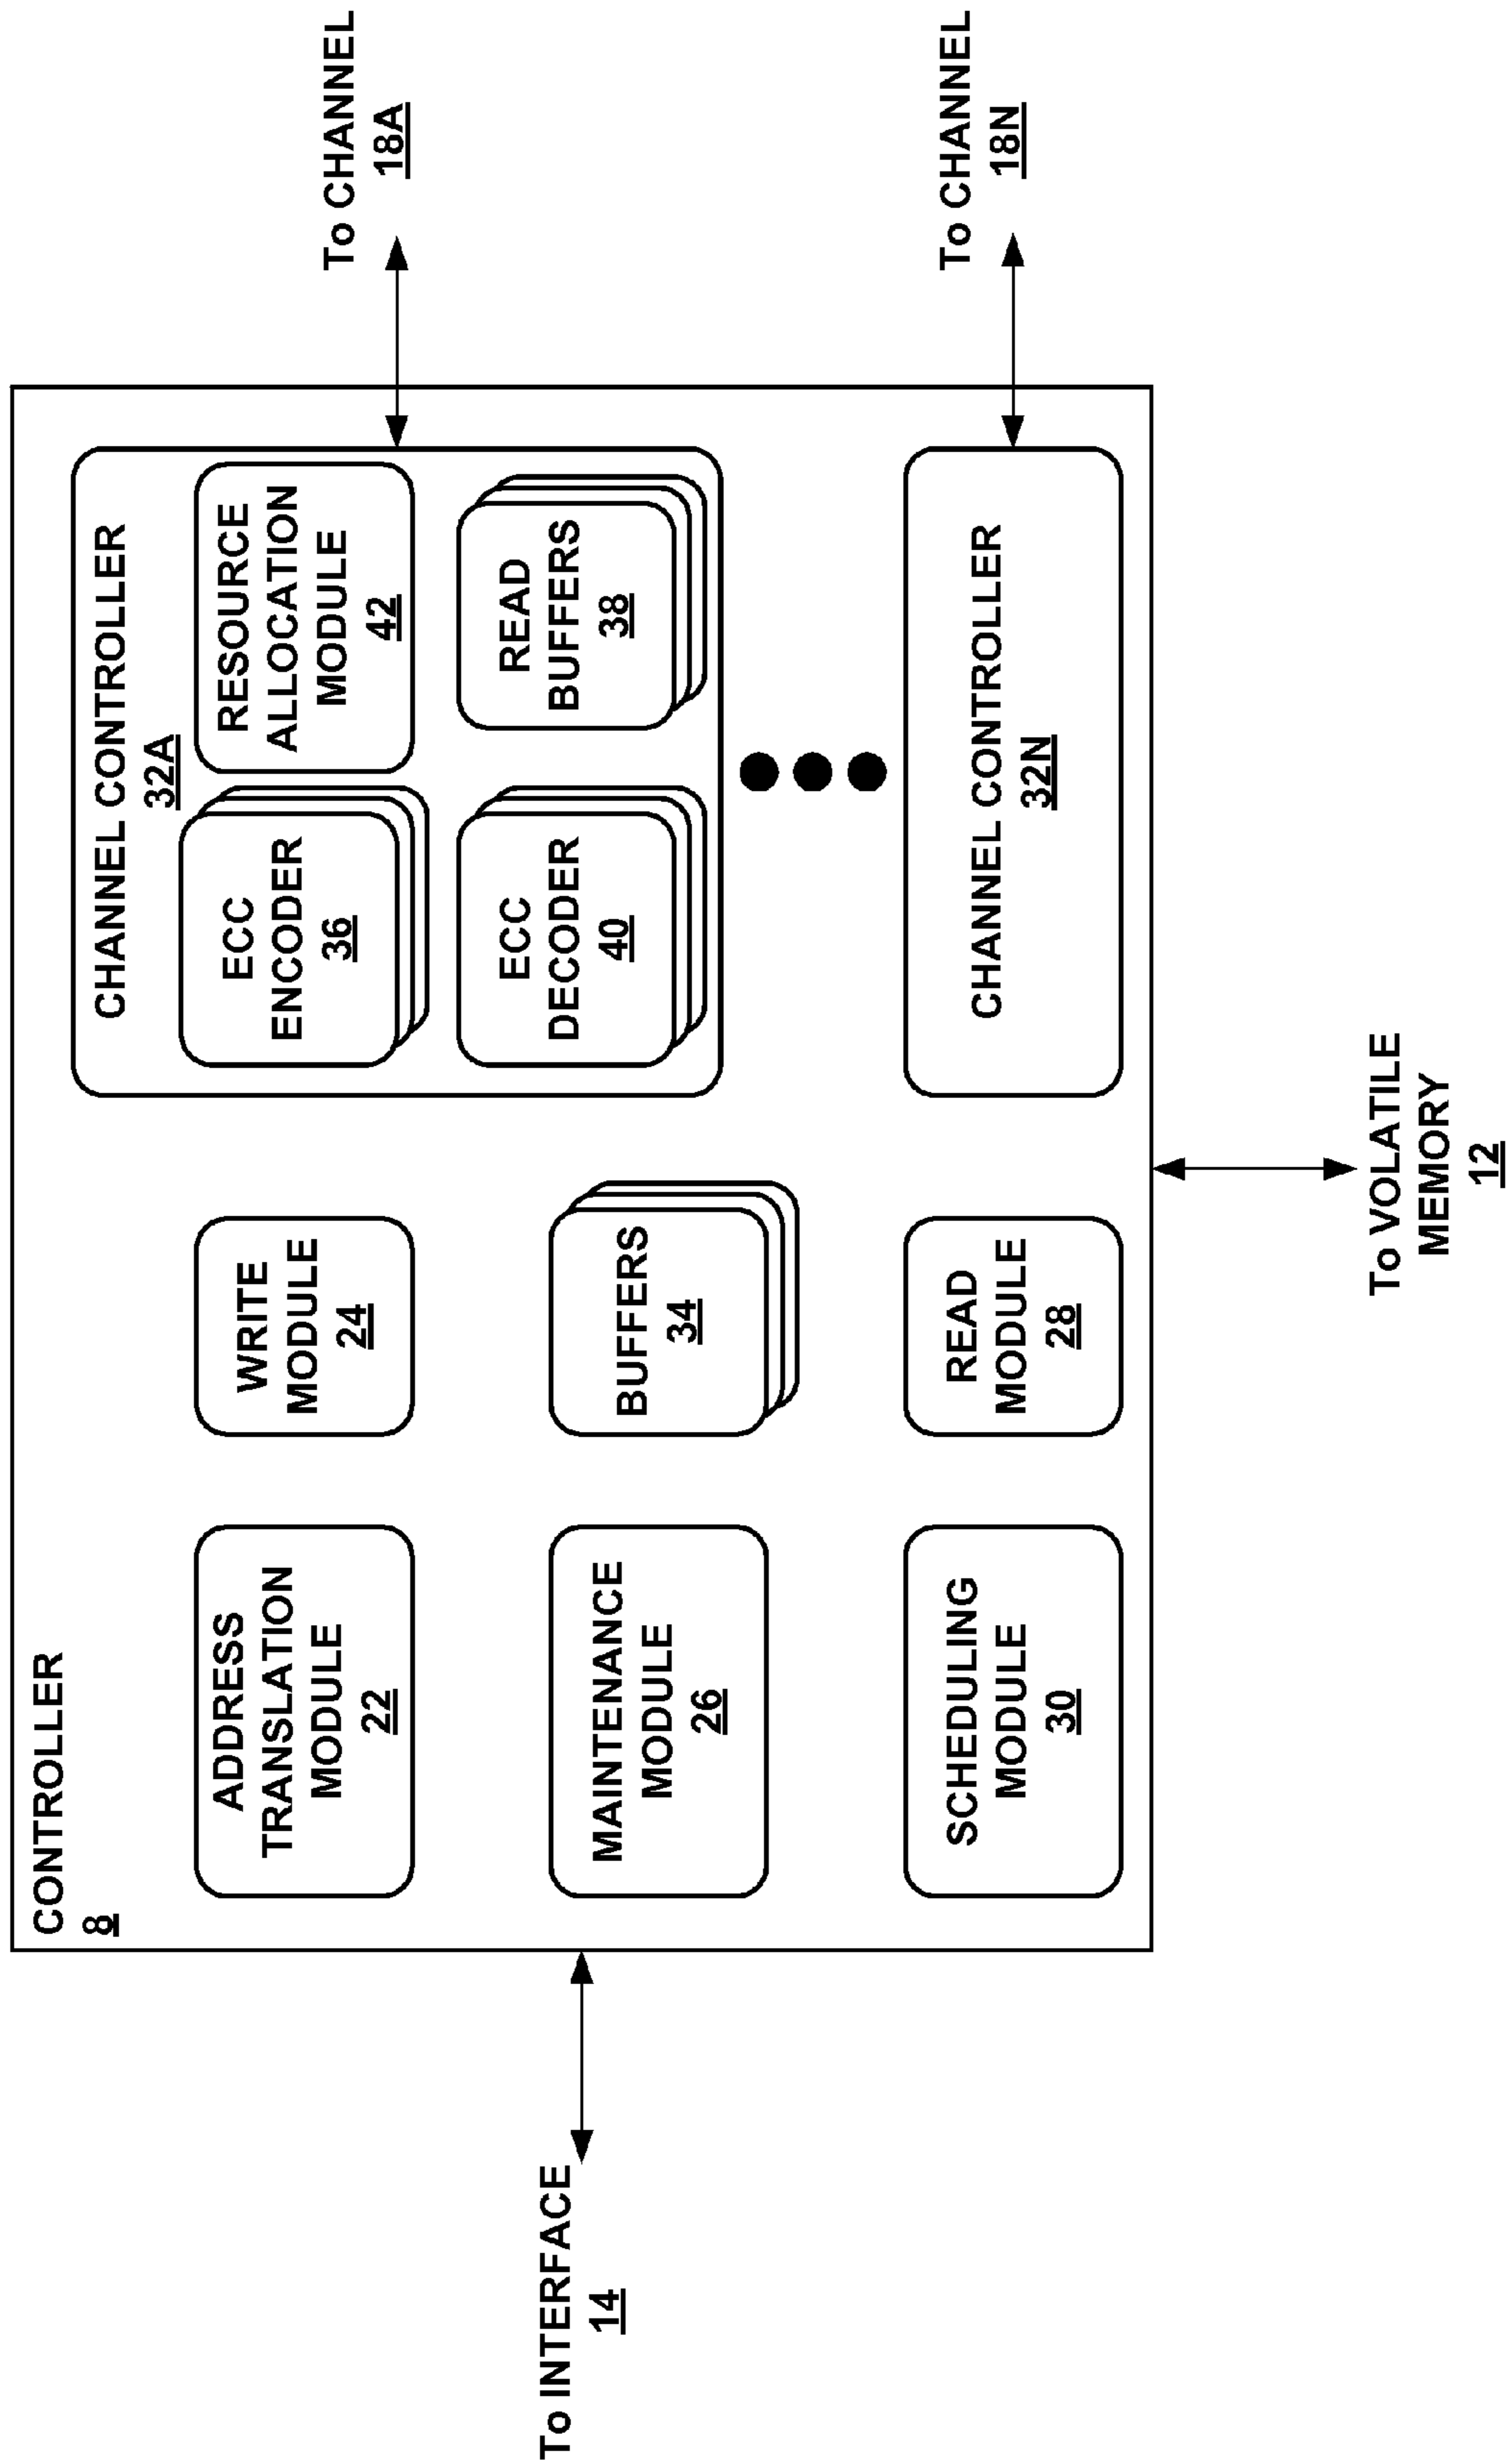 CONTROLLER
8
ADDRESS
TRANSLATION
MODULE
22
WRITE
MODULE
24
CHANNEL CONTROLLER
32A
ECC
ENCODER
36
RESOURCE
ALLOCATION
MODULE
42
ECC
DECODER
40
READ
BUFFERS
38
To CHANNEL
18A
To INTERFACE
14
MAINTENANCE
MODULE
26
BUFFERS
34
SCHEDULING
MODULE
30
READ
MODULE
28
CHANNEL CONTROLLER
32N
To CHANNEL
18N
To VOLATILE
MEMORY
12